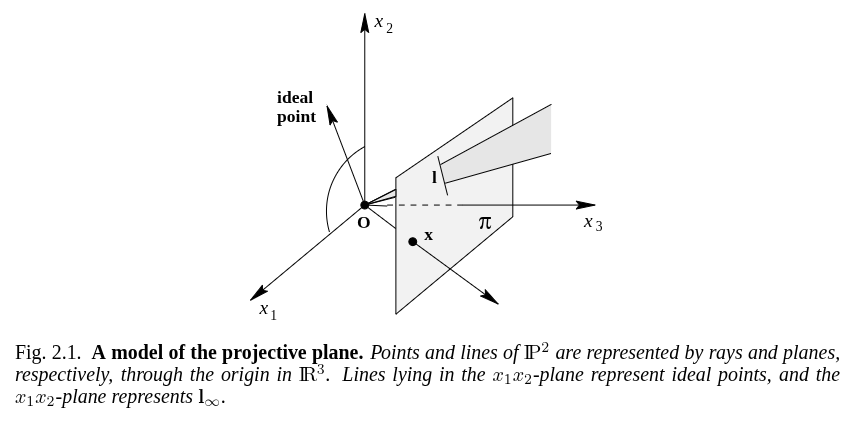 x₂
ideal
point
l
O
x
π
x₃
x₁
Fig. 2.1. A model of the projective plane. Points and lines of ℙ² are represented by rays and planes,
respectively, through the origin in ℝ³. Lines lying in the x₁x₂-plane represent ideal points, and the
x₁x₂-plane represents l∞.